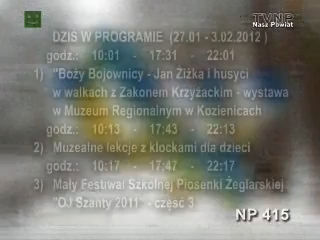 TVNP
Nasz Powiat
DZIŚ W PROGRAMIE (27.01 - 3.02.2012 )
godz.: 10:01 - 17:31 - 22:01
1) "Boży Bojownicy - Jan Žižka i husyci
w walkach z Zakonem Krzyżackim - wystawa
w Muzeum Regionalnym w Kozienicach
godz.: 10:13 - 17:43 - 22:13
2) Muzealne lekcje z klockami dla dzieci
godz.: 10:17 - 17:47 - 22:17
3) Mały Festiwal Szkolnej Piosenki Żeglarskiej
"OJ Szanty 2011" - część 3
NP 415